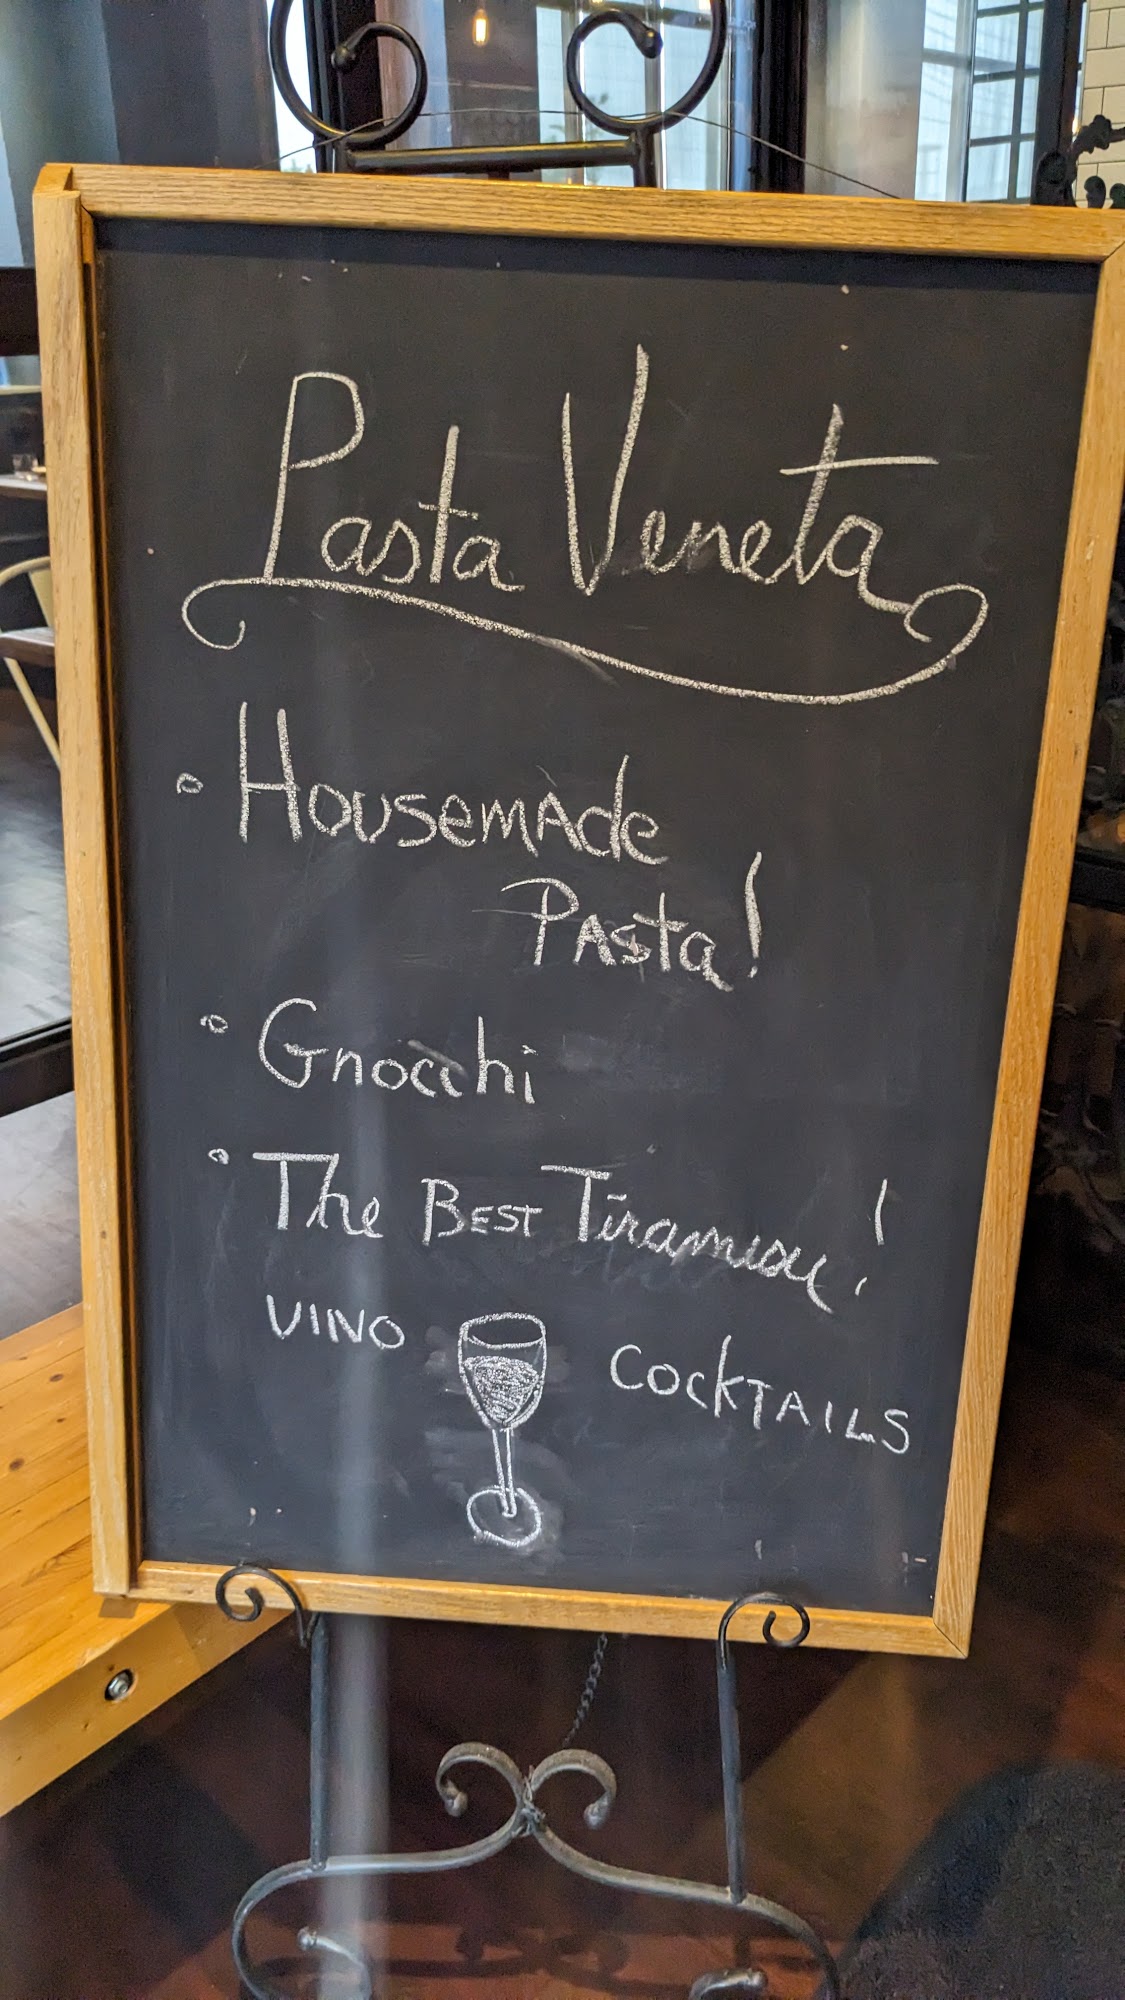 Pasta Veneta
Housemade
Pasta!
Gnocchi
The Best Tiramisu!
VINO
COCKTAILS